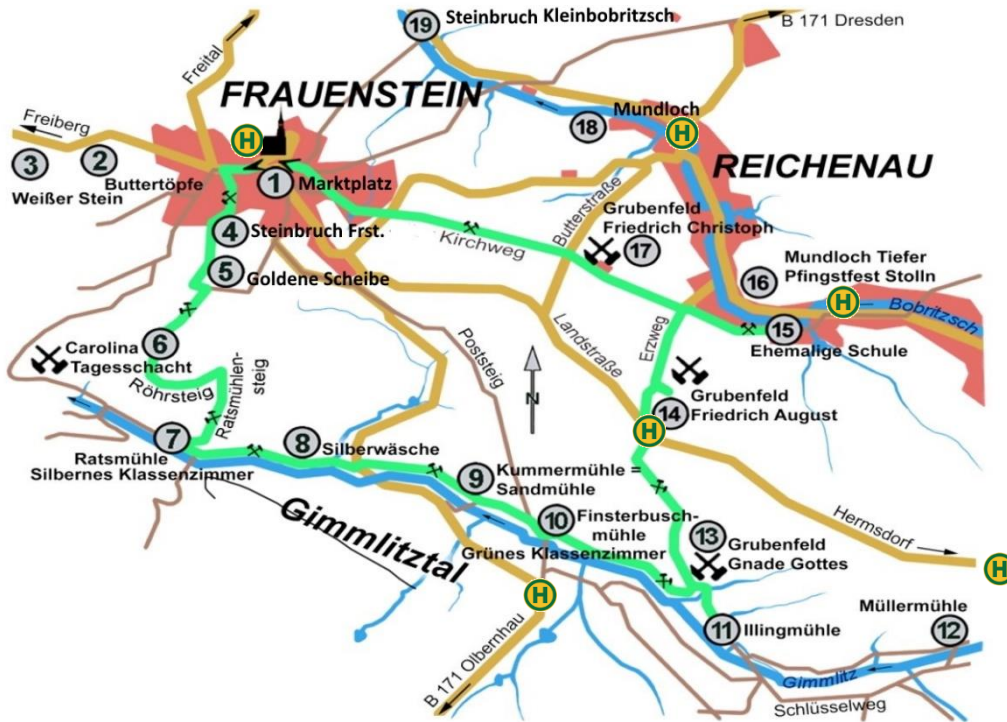 19
Steinbruch Kleinbobritzsch
B 171 Dresden
Freital
FRAUENSTEIN
Mundloch
18
H
Freiberg
H
3
2
Buttertöpfe
Weißer Stein
1
Marktplatz
REICHENAU
Butterstraße
Grubenfeld
Friedrich Christoph
17
4
Steinbruch Frst.
Kirchweg
5
Goldene Scheibe
Mundloch Tiefer
Pfingstfest Stolln
16
H
Bobritzsch
15
Ehemalige Schule
6
Carolina
Tagesschacht
Röhrsteig
Ratsmühlen-
steig
Poststeig
Landstraße
Erzweg
N
Grubenfeld
Friedrich August
14
H
7
Ratsmühle
Silbernes Klassenzimmer
8
Silberwäsche
9
Kummermühle =
Sandmühle
10
Finsterbusch-
mühle
Grünes Klassenzimmer
Gimmlitztal
Hermsdorf
13
Grubenfeld
Gnade Gottes
H
H
11
Illingmühle
Müllermühle
12
B 171 Olbernhau
Gimmlitz
Schlüsselweg